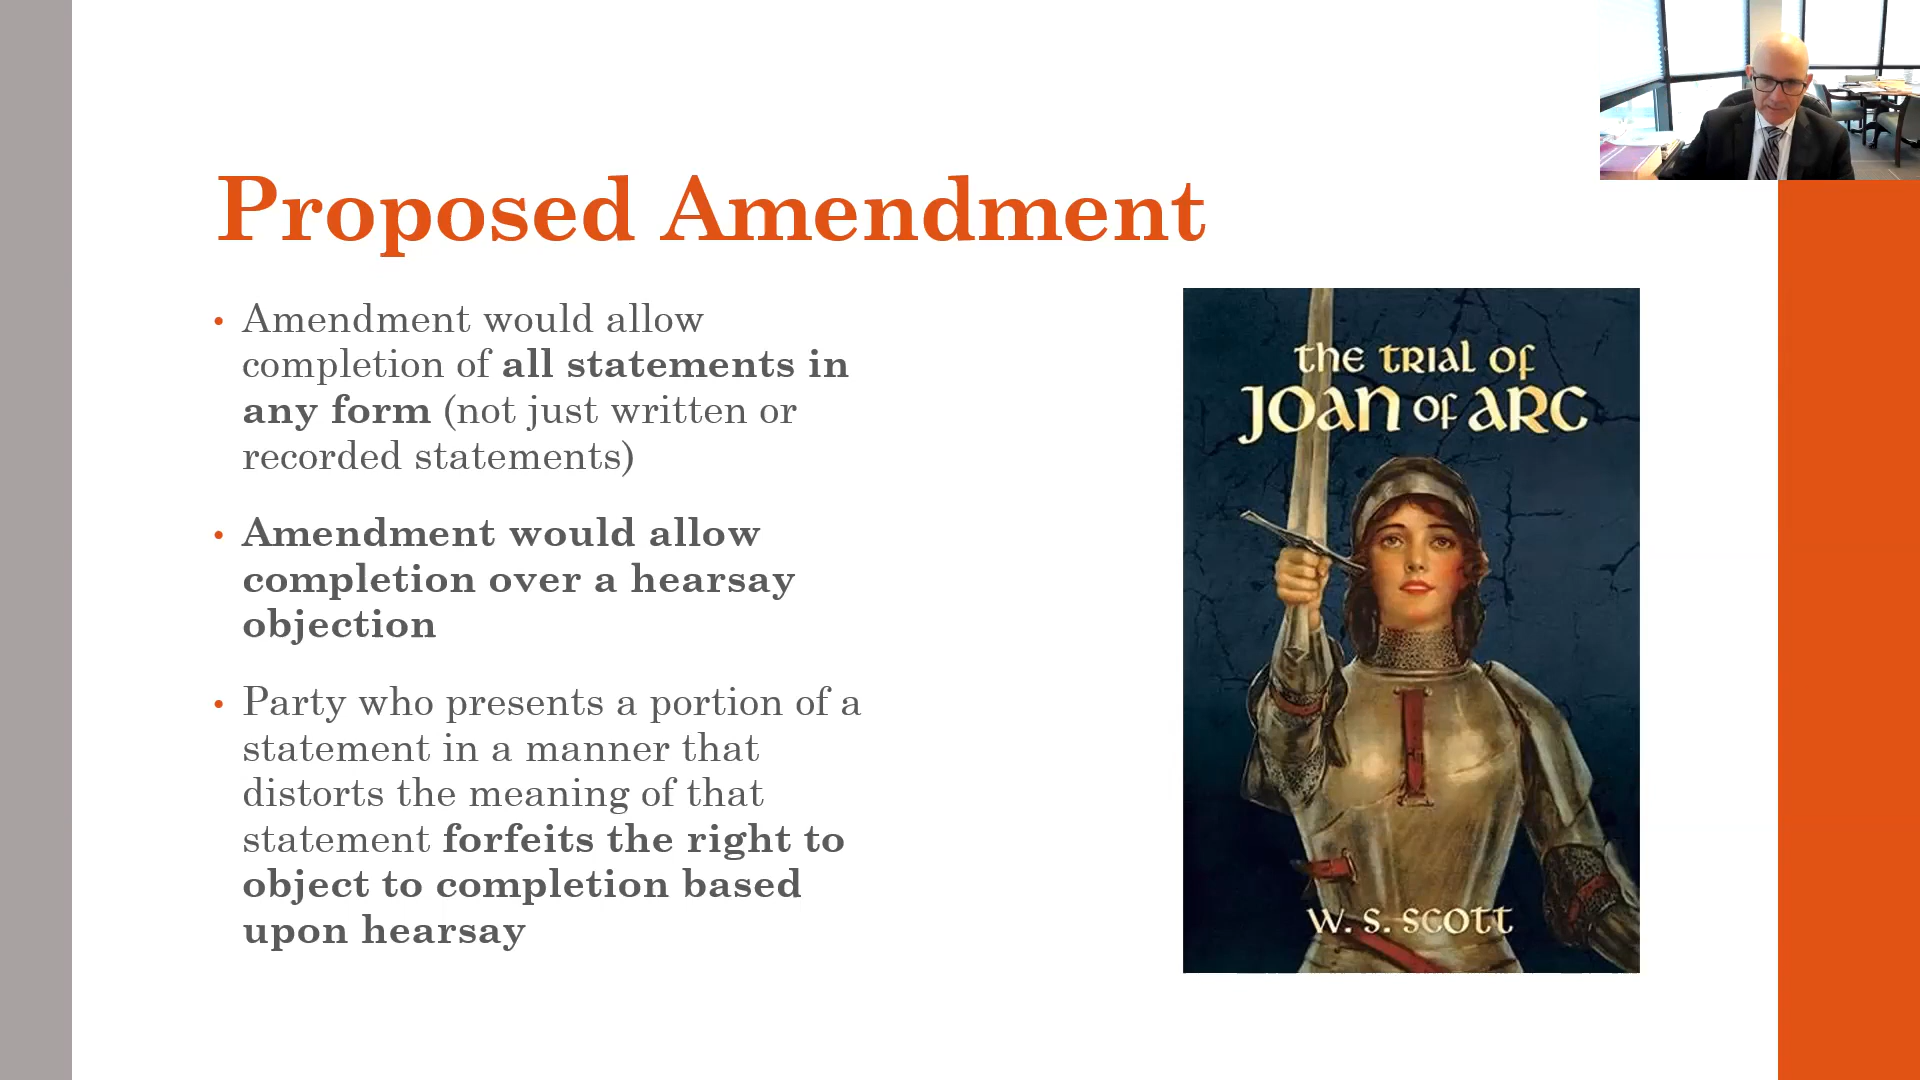 Proposed Amendment
• Amendment would allow
completion of all statements in
any form (not just written or
recorded statements)
• Amendment would allow
completion over a hearsay
objection
• Party who presents a portion of a
statement in a manner that
distorts the meaning of that
statement forfeits the right to
object to completion based
upon hearsay
the TRIAL OF
JOAN OF ARC
W. S. SCOTT